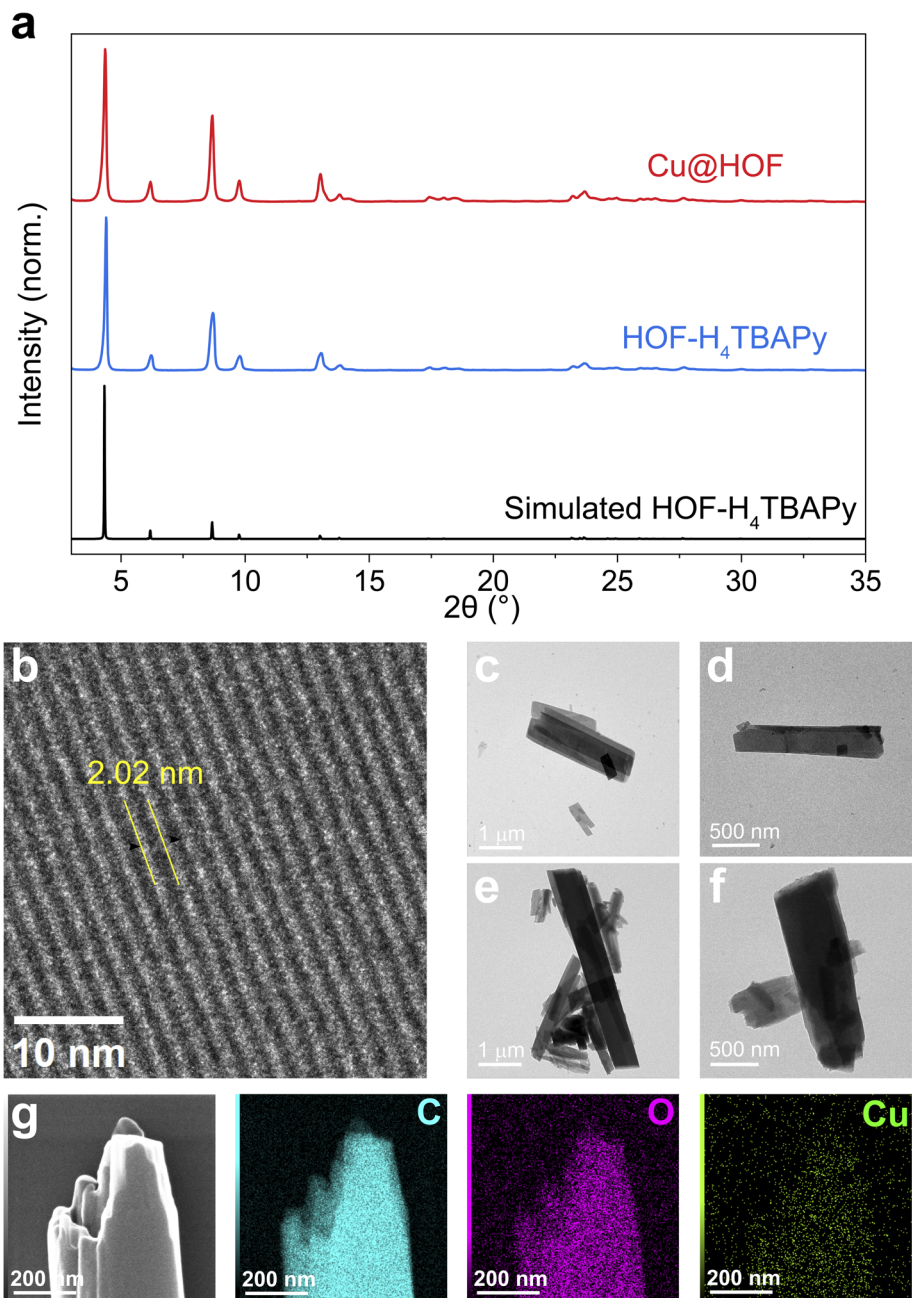 a
Cu@HOF
HOF-H₄TBAPy
Simulated HOF-H₄TBAPy
Intensity (norm.)
5 10 15 20 25 30 35
2θ (°)
b
2.02 nm
10 nm
c
1 μm
d
500 nm
e
1 μm
f
500 nm
g
200 nm
C
200 nm
O
200 nm
Cu
200 nm